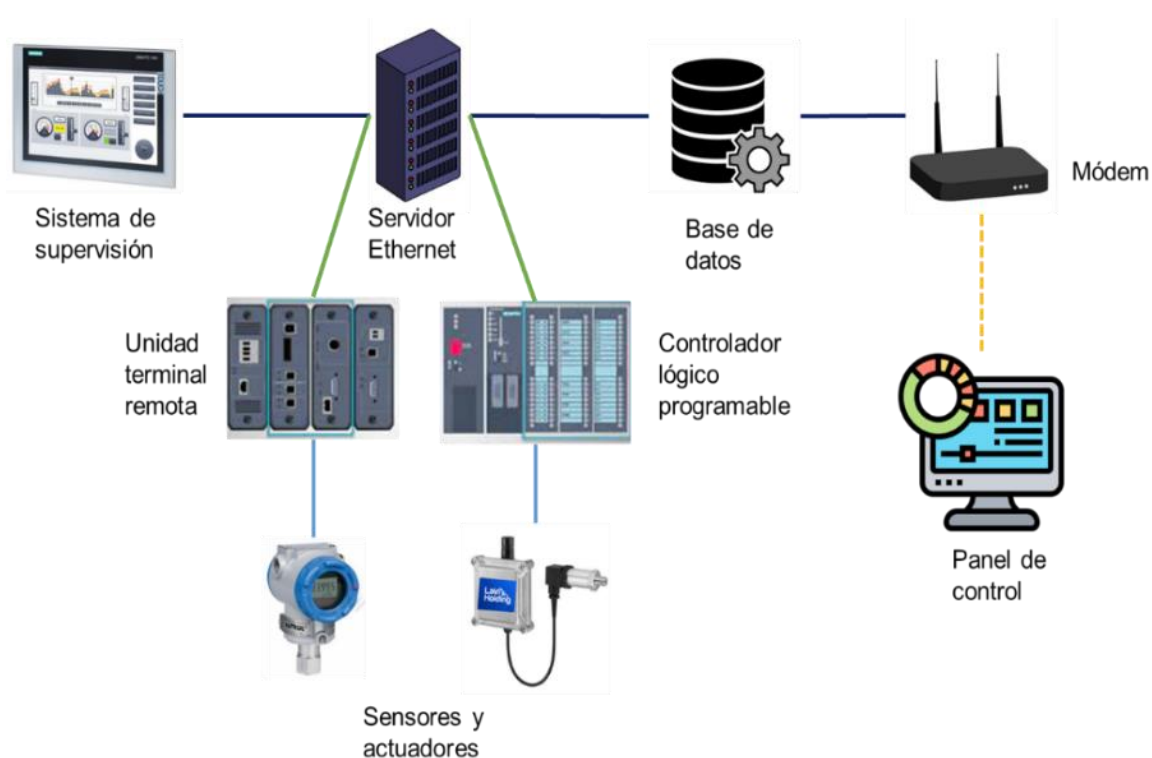 SIEMENS
Sistema de
supervisión
Servidor
Ethernet
Base de
datos
Módem
Unidad
terminal
remota
Controlador
lógico
programable
Panel de
control
Sensores y
actuadores